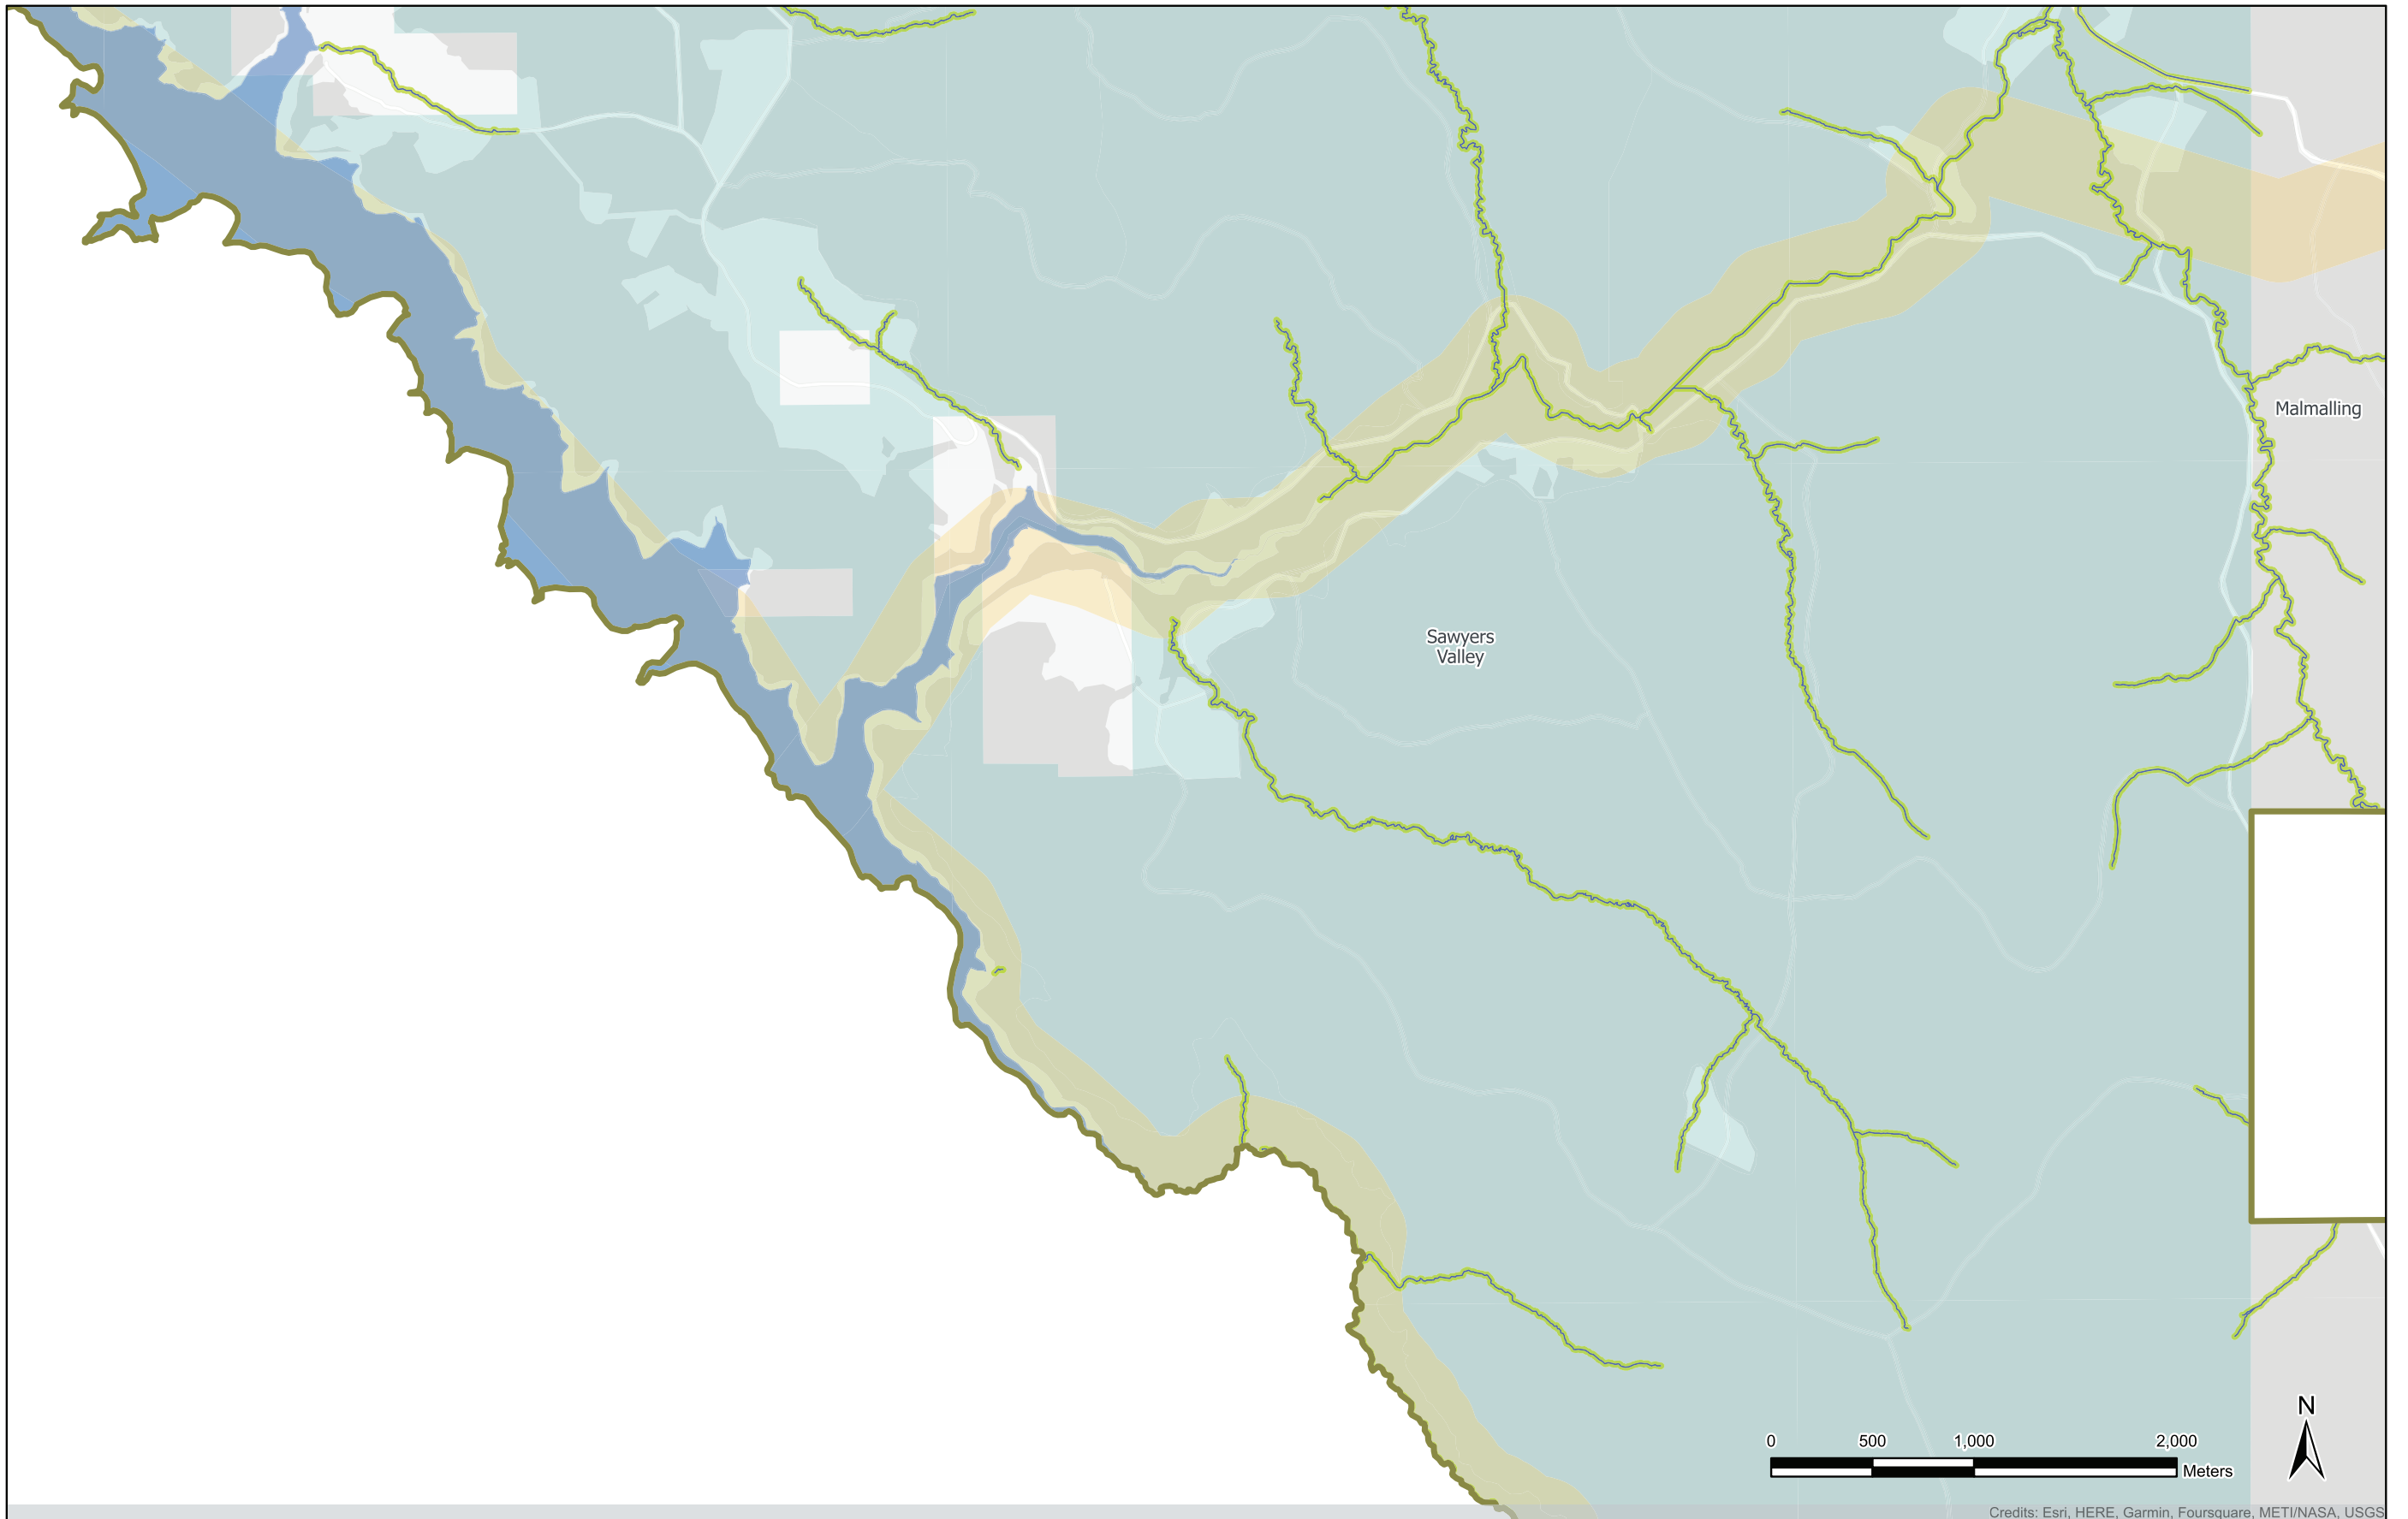 Malmalling
Sawyers
Valley
N
0 500 1,000 2,000
Meters
Credits: Esri, HERE, Garmin, Foursquare, METI/NASA, USGS